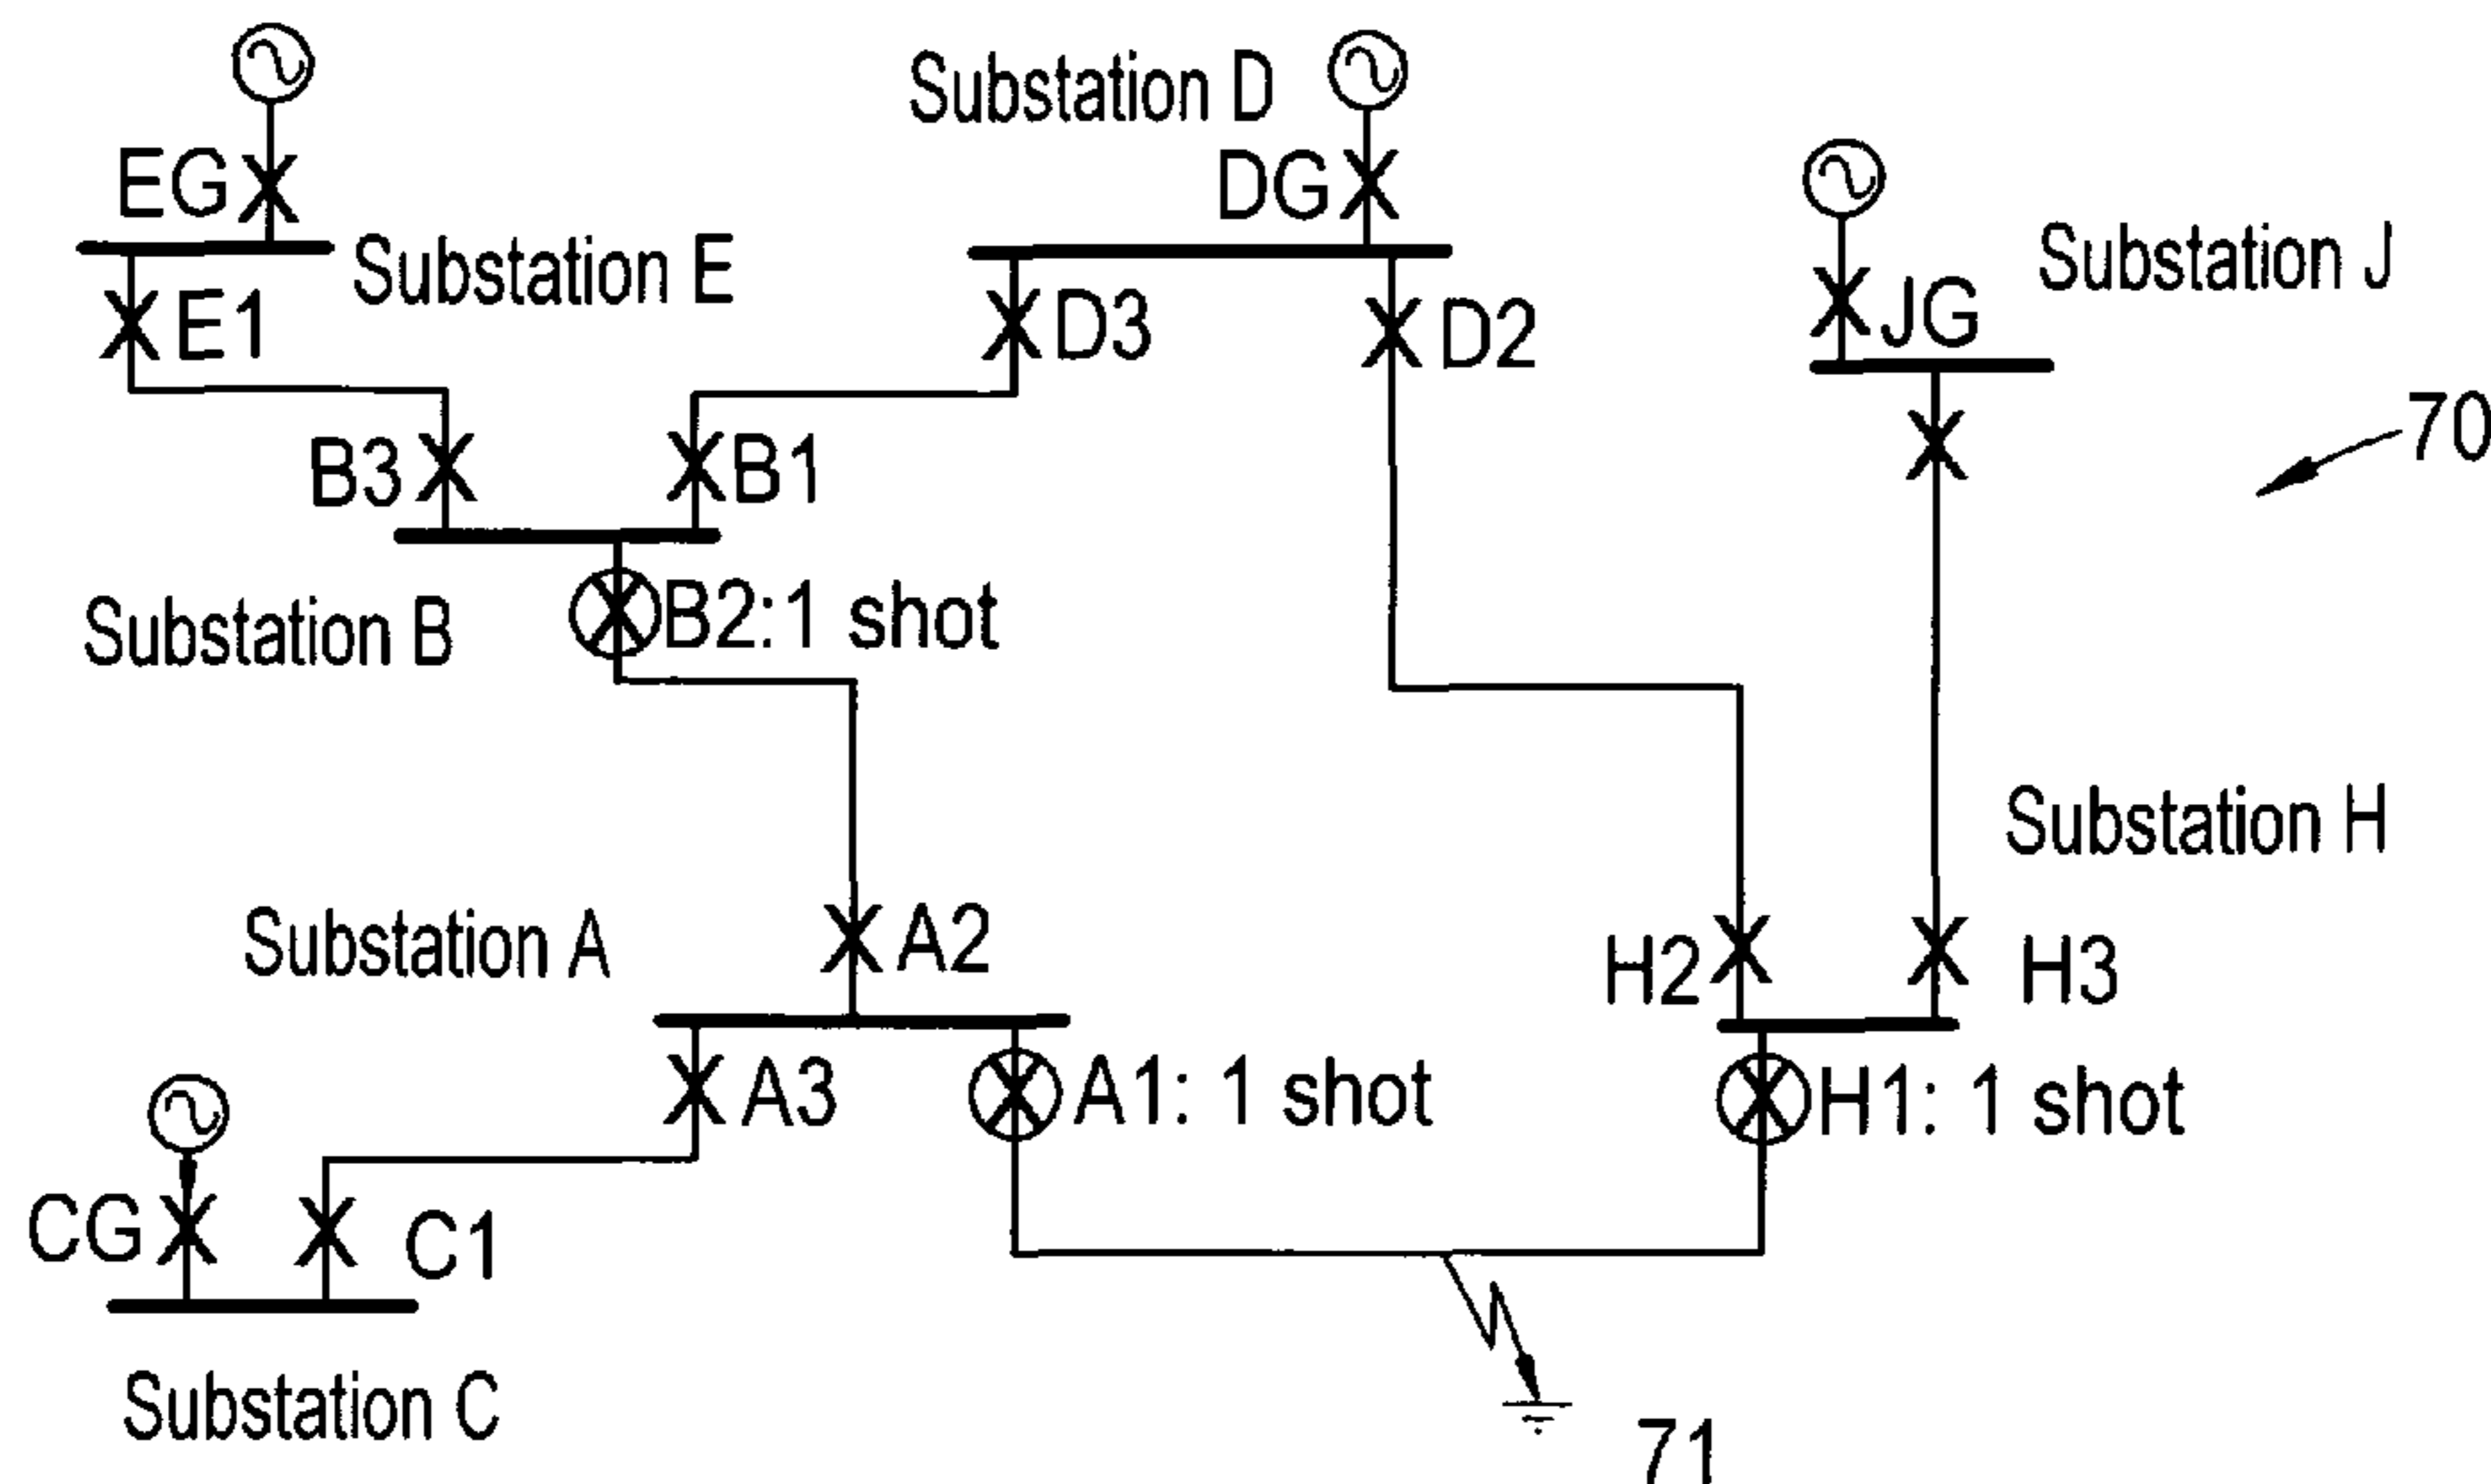 Substation D
EG
DG
Substation E
Substation J
E1
D3
D2
JG
70
B3
B1
Substation B
B2:1 shot
Substation H
Substation A
A2
H2
H3
A3
A1: 1 shot
H1: 1 shot
CG
C1
Substation C
71